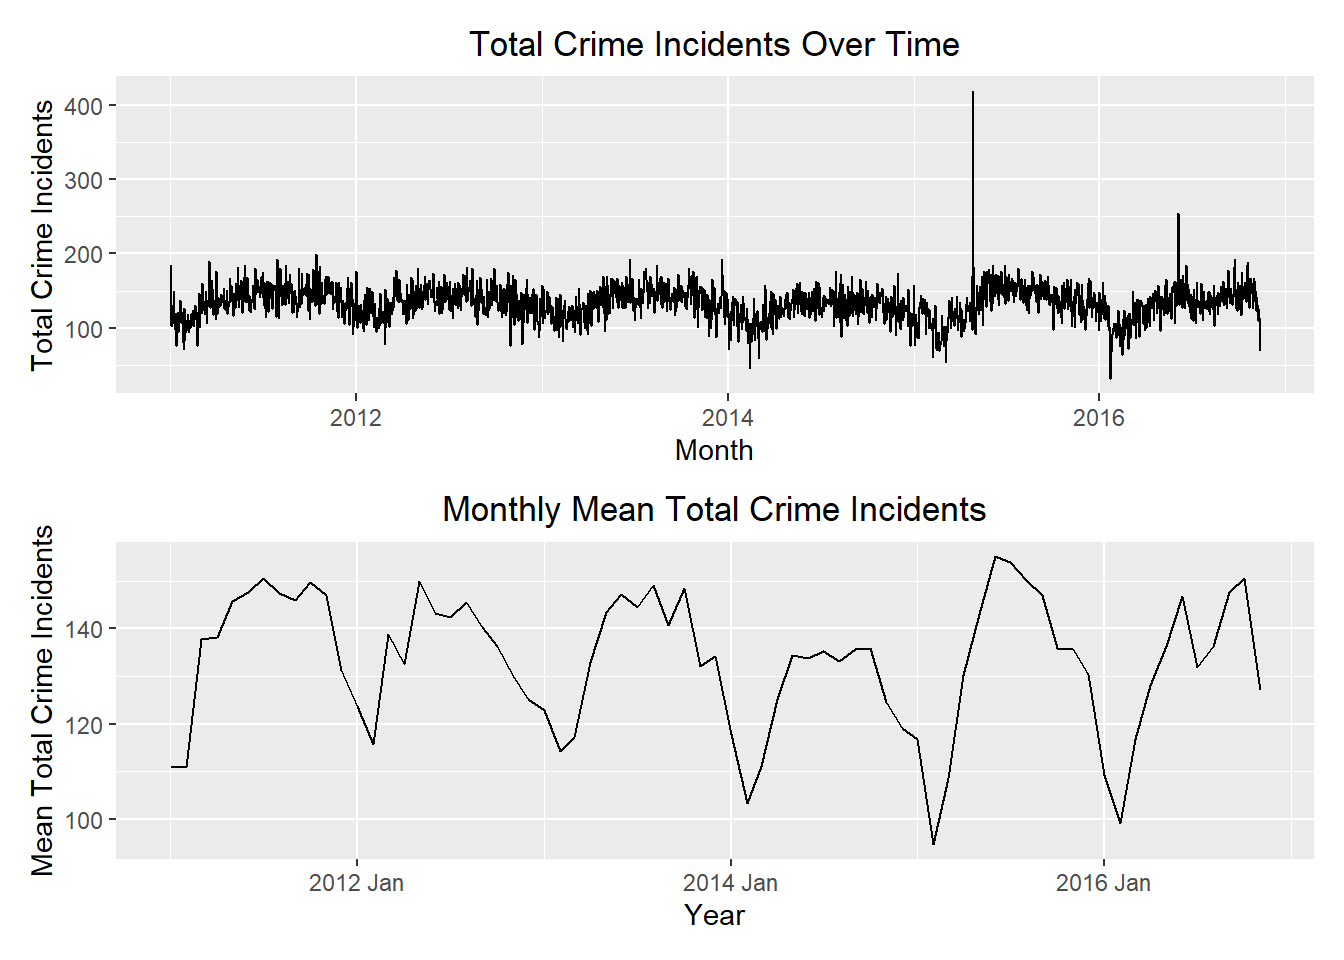 Total Crime Incidents Over Time
Total Crime Incidents
400
300
200
100
2012
2014
2016
Month
Monthly Mean Total Crime Incidents
Mean Total Crime Incidents
140
120
100
2012 Jan
2014 Jan
2016 Jan
Year